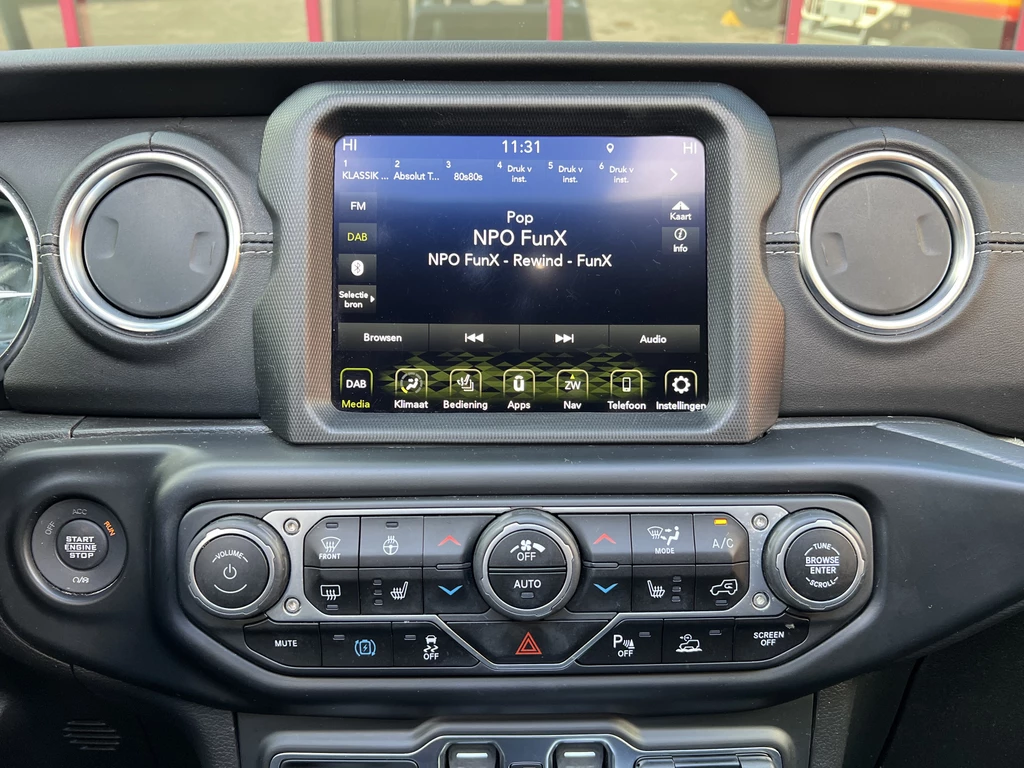 HI 11:31 HI
1 2 3 4 Druk v 5 Druk v 6 Druk v
KLASSIK ... Absolut T... 80s80s inst. inst. inst.
FM
Kaart
Pop
DAB
NPO FunX
Info
NPO FunX - Rewind - FunX
Selectie
bron
Browsen
Audio
DAB
ZW
Media
Klimaat
Bediening
Apps
Nav
Telefoon
Instellingen
ACC
OFF
RUN
START
ENGINE
STOP
VOLUME
FRONT
OFF
AUTO
MODE
A/C
TUNE
BROWSE
ENTER
SCROLL
MUTE
OFF
P
OFF
SCREEN
OFF